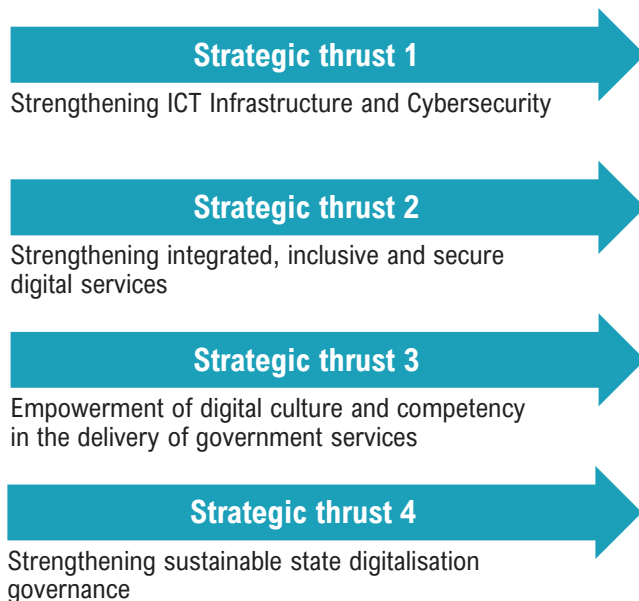 Strategic thrust 1
Strengthening ICT Infrastructure and Cybersecurity
Strategic thrust 2
Strengthening integrated, inclusive and secure
digital services
Strategic thrust 3
Empowerment of digital culture and competency
in the delivery of government services
Strategic thrust 4
Strengthening sustainable state digitalisation
governance